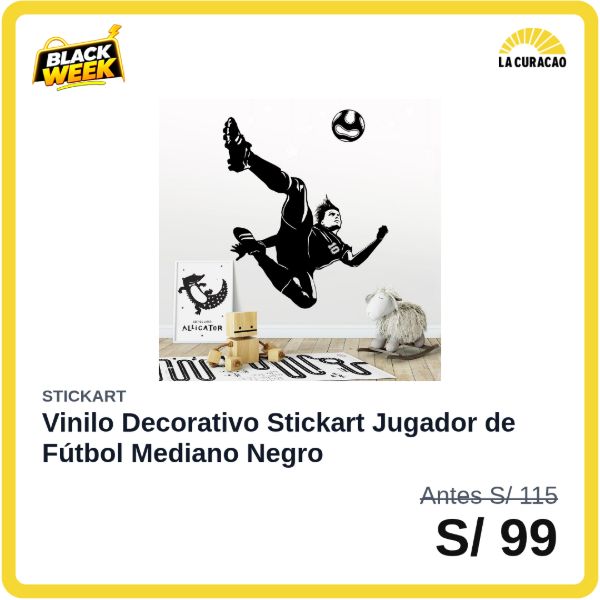 BLACK
WEEK
LA CURACAO
ALLIGATOR
STICKART
Vinilo Decorativo Stickart Jugador de
Fútbol Mediano Negro
Antes S/ 115
S/ 99